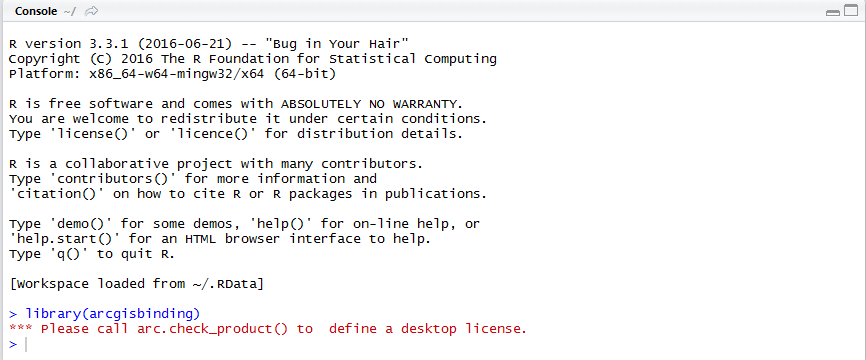 Console ~/
R version 3.3.1 (2016-06-21) -- "Bug in Your Hair"
Copyright (C) 2016 The R Foundation for Statistical Computing
Platform: x86_64-w64-mingw32/x64 (64-bit)
R is free software and comes with ABSOLUTELY NO WARRANTY.
You are welcome to redistribute it under certain conditions.
Type 'license()' or 'licence()' for distribution details.
R is a collaborative project with many contributors.
Type 'contributors()' for more information and
'citation()' on how to cite R or R packages in publications.
Type 'demo()' for some demos, 'help()' for on-line help, or
'help.start()' for an HTML browser interface to help.
Type 'q()' to quit R.
[Workspace loaded from ~/.RData]
> library(arcgisbinding)
*** Please call arc.check_product() to  define a desktop license.
>